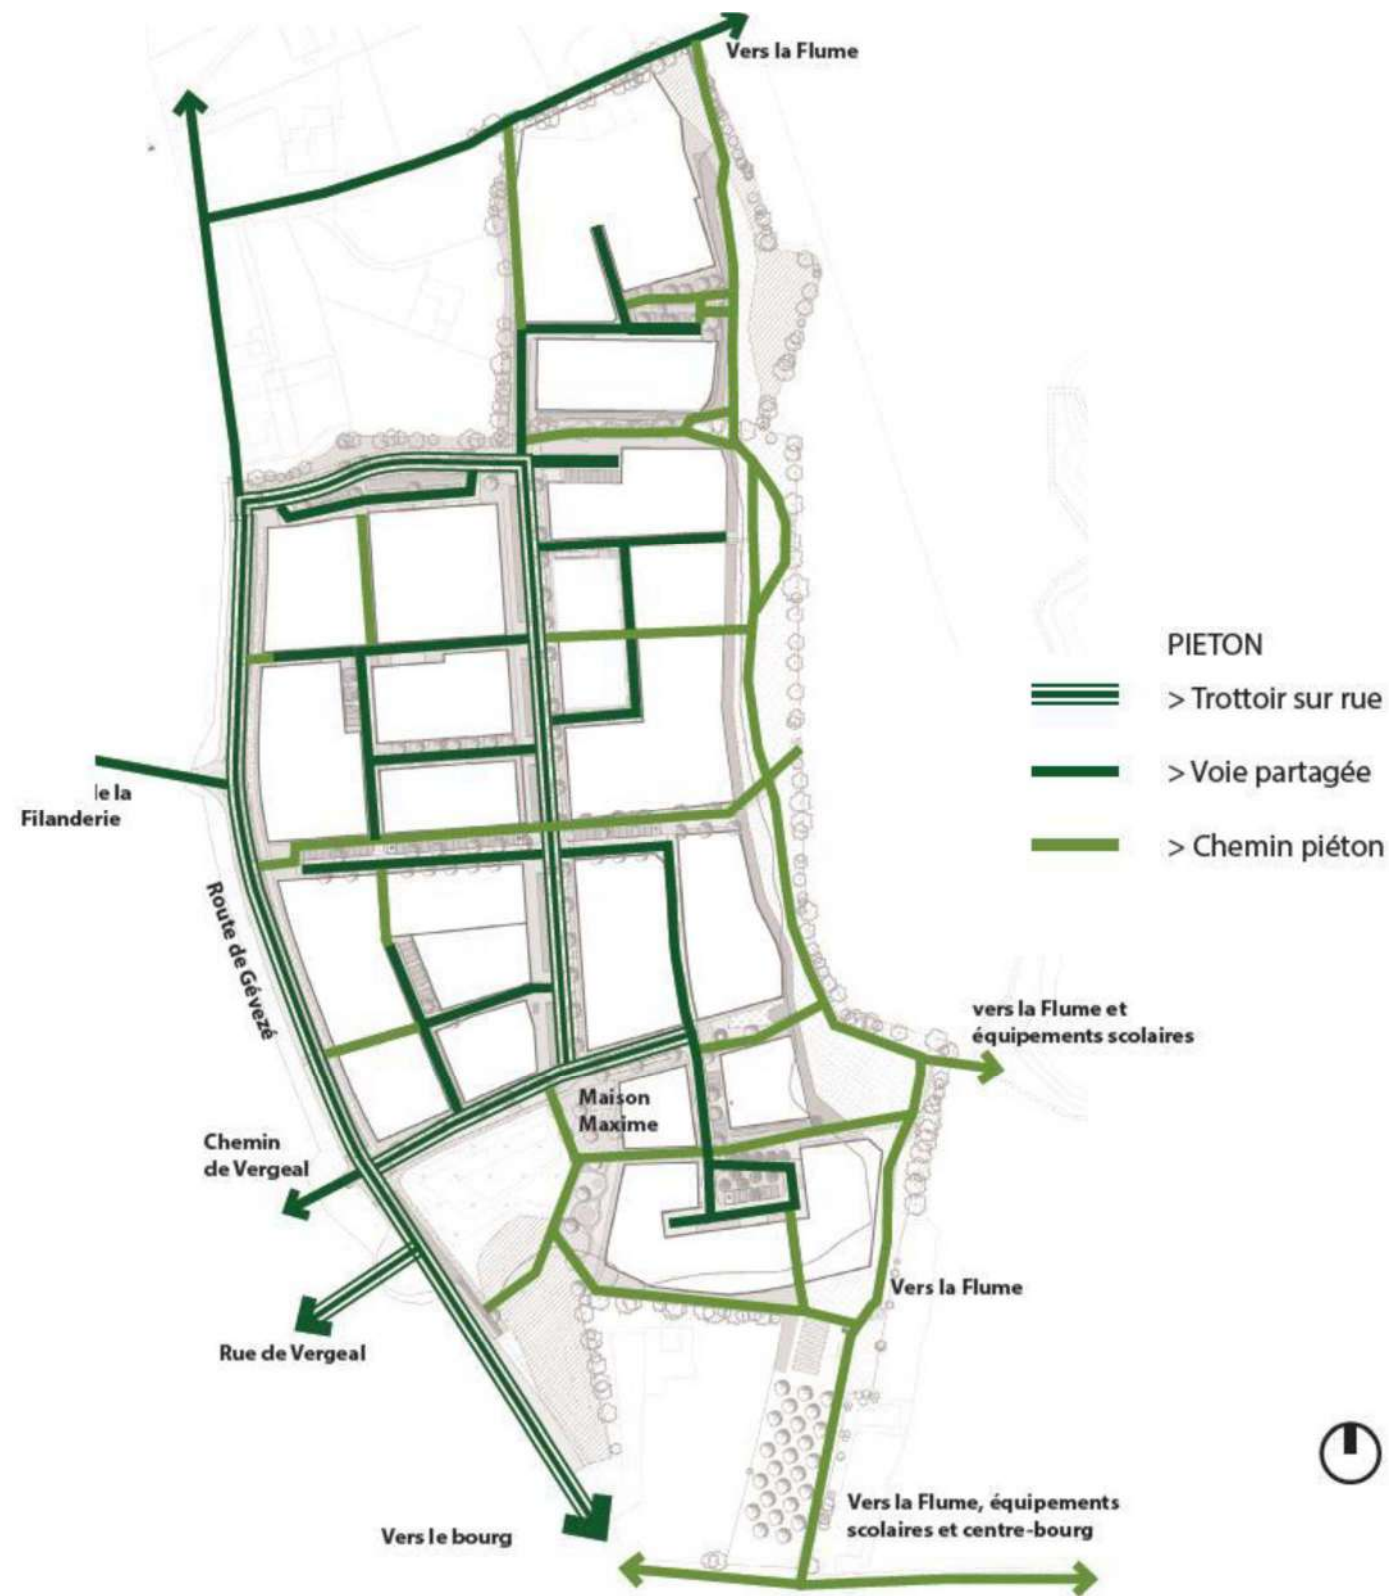 Vers la Flume
PIETON
> Trottoir sur rue
> Voie partagée
> Chemin piéton
le la
Filanderie
Route de Gévezé
vers la Flume et
équipements scolaires
Maison
Maxime
Chemin
de Vergeal
Vers la Flume
Rue de Vergeal
Vers la Flume, équipements
scolaires et centre-bourg
Vers le bourg